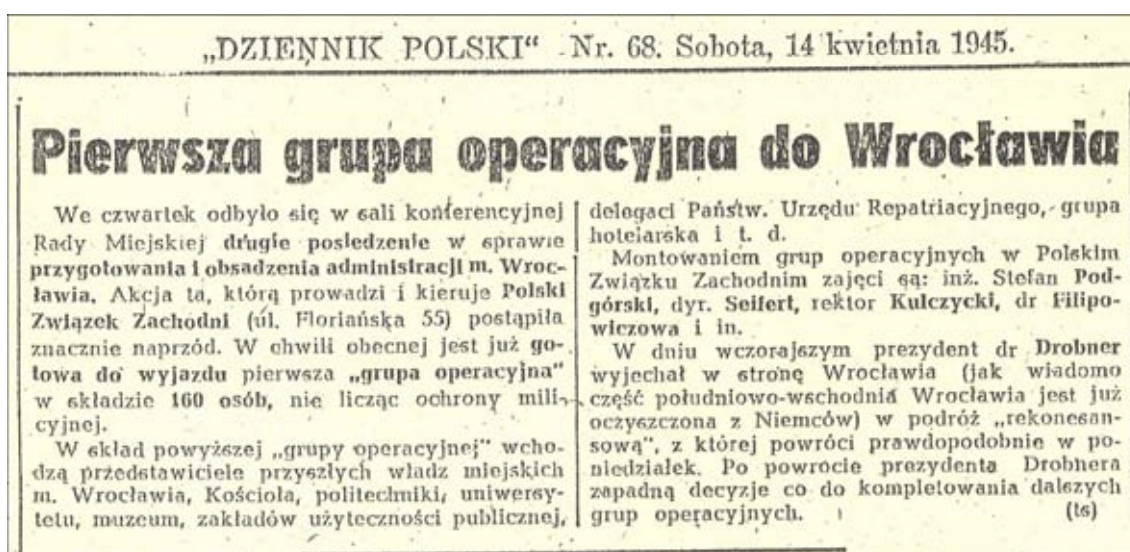 „DZIENNIK POLSKI“ Nr. 68. Sobota, 14 kwietnia 1945.
Pierwsza grupa operacyjna do Wrocławia
We czwartek odbyło się w sali konferencyjnej
Rady Miejskiej drugie posiedzenie w sprawie
przygotowania i obsadzenia administracji m. Wroc-
ławia. Akcja ta, którą prowadzi i kieruje Polski
Związek Zachodni (ul. Floriańska 55) postąpiła
znacznie naprzód. W chwili obecnej jest już go-
towa do wyjazdu pierwsza „grupa operacyjna”
w składzie 160 osób, nie licząc ochrony mili-
cyjnej.
W skład powyższej „grupy operacyjnej” wcho-
dzą przedstawiciele przyszłych władz miejskich
m. Wrocławia, Kościoła, politechniki, uniwersy-
tetu, muzeum, zakładów użyteczności publicznej,
delegaci Państw. Urzędu Repatriacyjnego, grupa
hotelarska i t. d.
Montowaniem grup operacyjnych w Polskim
Związku Zachodnim zajęci są: inż. Stefan Pod-
górski, dyr. Seifert, rektor Kulczycki, dr Filipo-
wiczowa i in.
W dniu wczorajszym prezydent dr Drobner
wyjechał w stronę Wrocławia (jak wiadomo
część południowo-wschodnia Wrocławia jest już
oczyszczona z Niemców) w podróż „rekonesan-
sową”, z której powróci prawdopodobnie w po-
niedziałek. Po powrocie prezydenta Drobnera
zapadną decyzje co do kompletowania dalszych
grup operacyjnych. (ts)